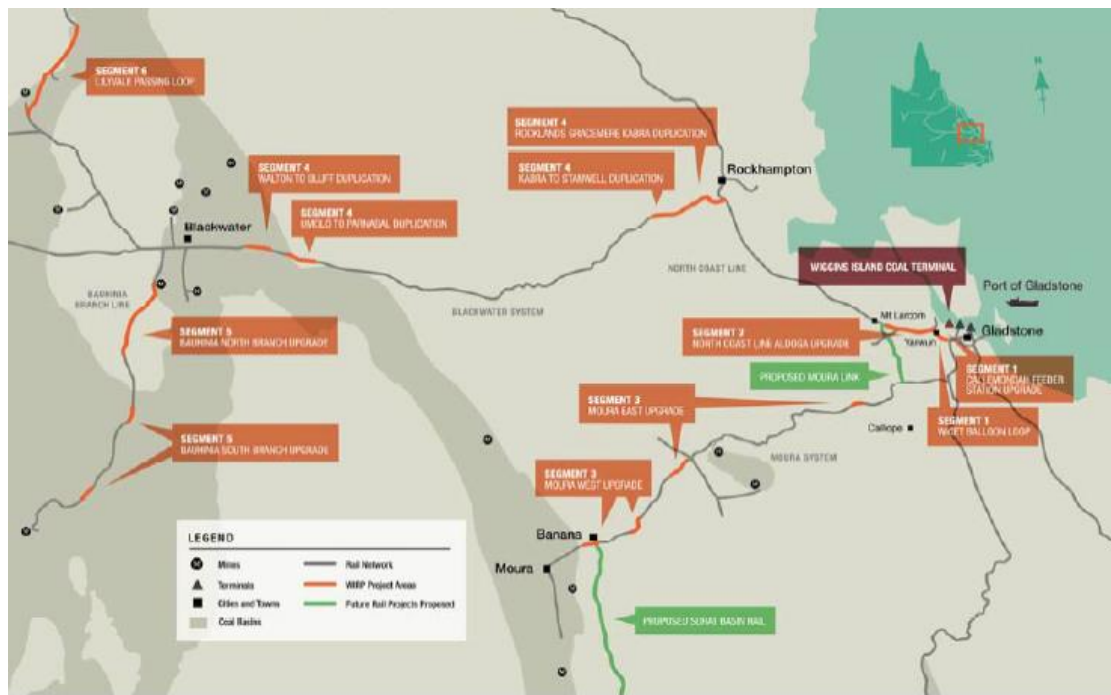 SEGMENT 6
LILYVALE PASSING LOOP
N
SEGMENT 4
ROCKLANDS GRACEMERE KABRA DUPLICATION
SEGMENT 4
WALTON TO BLUFF DUPLICATION
SEGMENT 4
KABRA TO STANWELL DUPLICATION
Rockhampton
SEGMENT 4
UMOLO TO PARNABAL DUPLICATION
Blackwater
NORTH COAST LINE
WIGGINS ISLAND COAL TERMINAL
Port of Gladstone
BAUHINIA
BRANCH LINE
BLACKWATER SYSTEM
Mt Larcom
SEGMENT 5
BAUHINIA NORTH BRANCH UPGRADE
SEGMENT 2
NORTH COAST LINE ALDOGA UPGRADE
Yarwun
Gladstone
PROPOSED MOURA LINK
SEGMENT 1
CALLEMONDAH FEEDER
STATION UPGRADE
SEGMENT 3
MOURA EAST UPGRADE
SEGMENT 1
WICET BALLOON LOOP
Calliope
SEGMENT 5
BAUHINIA SOUTH BRANCH UPGRADE
MOURA SYSTEM
SEGMENT 3
MOURA WEST UPGRADE
Banana
Moura
LEGEND
Mines
Rail Network
Terminals
WIRP Project Areas
Cities and Towns
Future Rail Projects Proposed
Coal Basins
PROPOSED SURAT BASIN RAIL